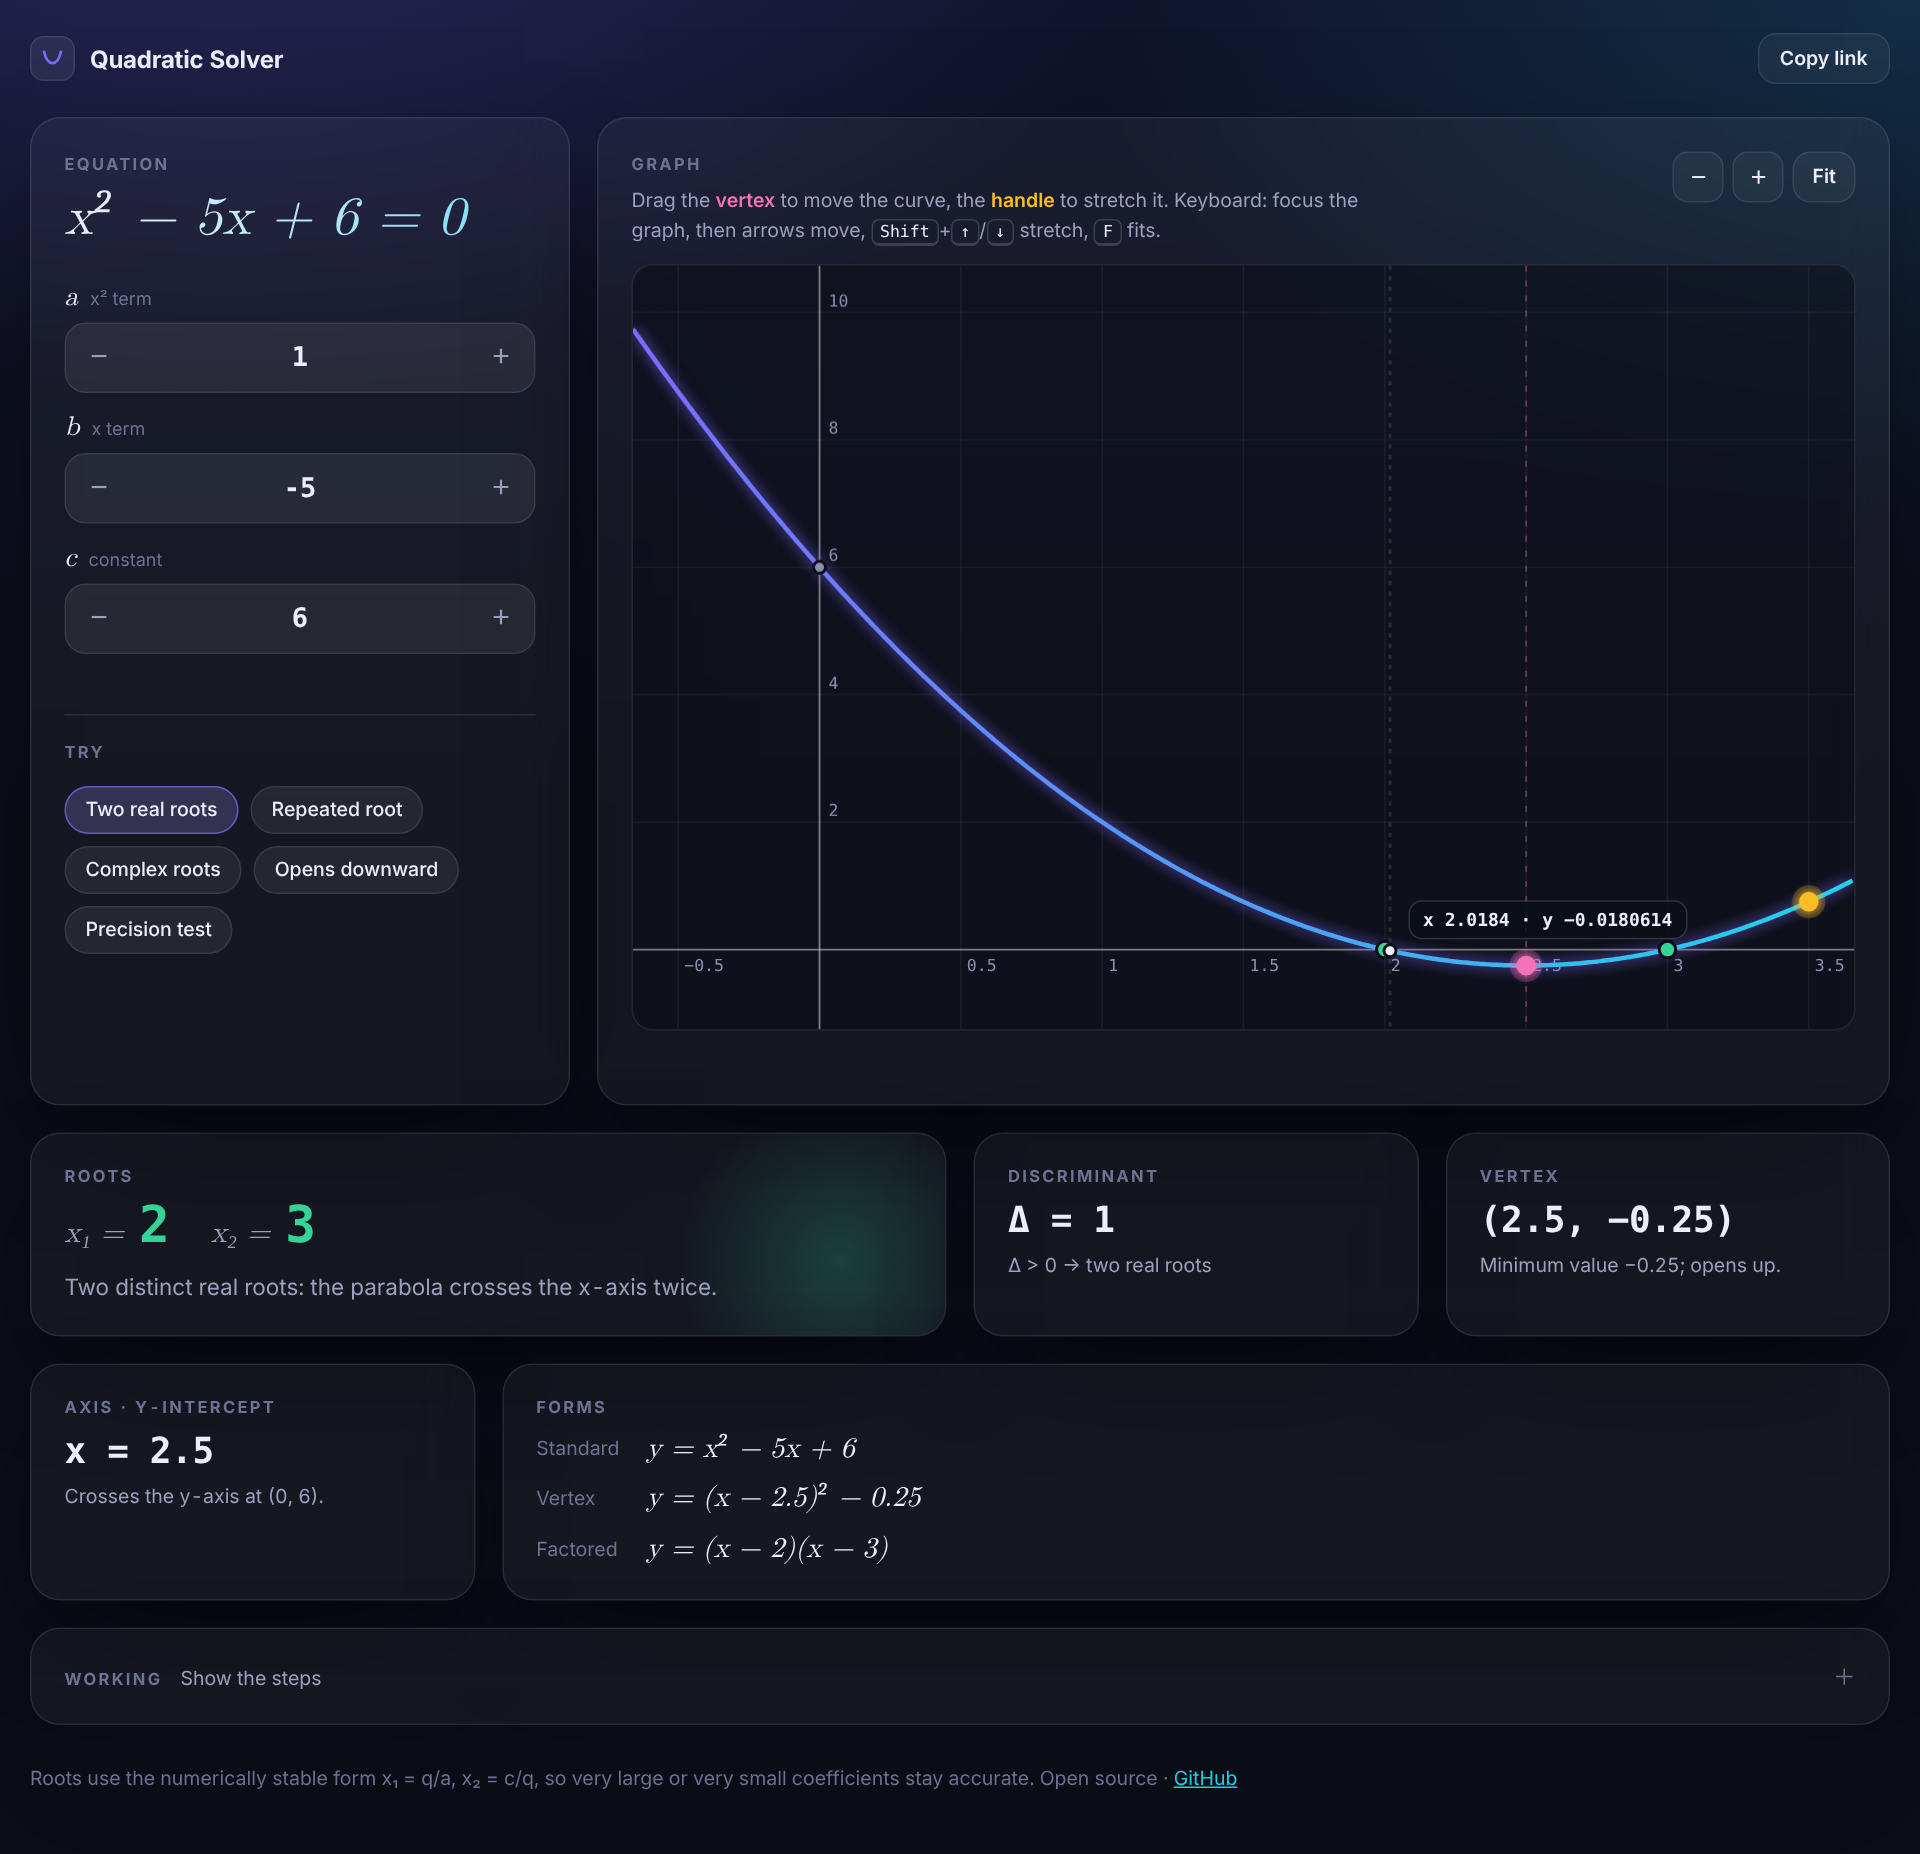 Quadratic Solver
Copy link
EQUATION
x² − 5x + 6 = 0
a x² term
− 1 +
b x term
− -5 +
c constant
− 6 +
TRY
Two real roots
Repeated root
Complex roots
Opens downward
Precision test
GRAPH
− + Fit
Drag the vertex to move the curve, the handle to stretch it. Keyboard: focus the
graph, then arrows move, Shift+↑/↓ stretch, F fits.
10
8
6
4
2
x 2.0184 · y −0.0180614
−0.5 0.5 1 1.5 2 2.5 3 3.5
ROOTS
x₁ = 2 x₂ = 3
Two distinct real roots: the parabola crosses the x-axis twice.
DISCRIMINANT
Δ = 1
Δ > 0 → two real roots
VERTEX
(2.5, −0.25)
Minimum value −0.25; opens up.
AXIS · Y-INTERCEPT
x = 2.5
Crosses the y-axis at (0, 6).
FORMS
Standard y = x² − 5x + 6
Vertex y = (x − 2.5)² − 0.25
Factored y = (x − 2)(x − 3)
WORKING Show the steps +
Roots use the numerically stable form x₁ = q/a, x₂ = c/q, so very large or very small coefficients stay accurate. Open source · GitHub